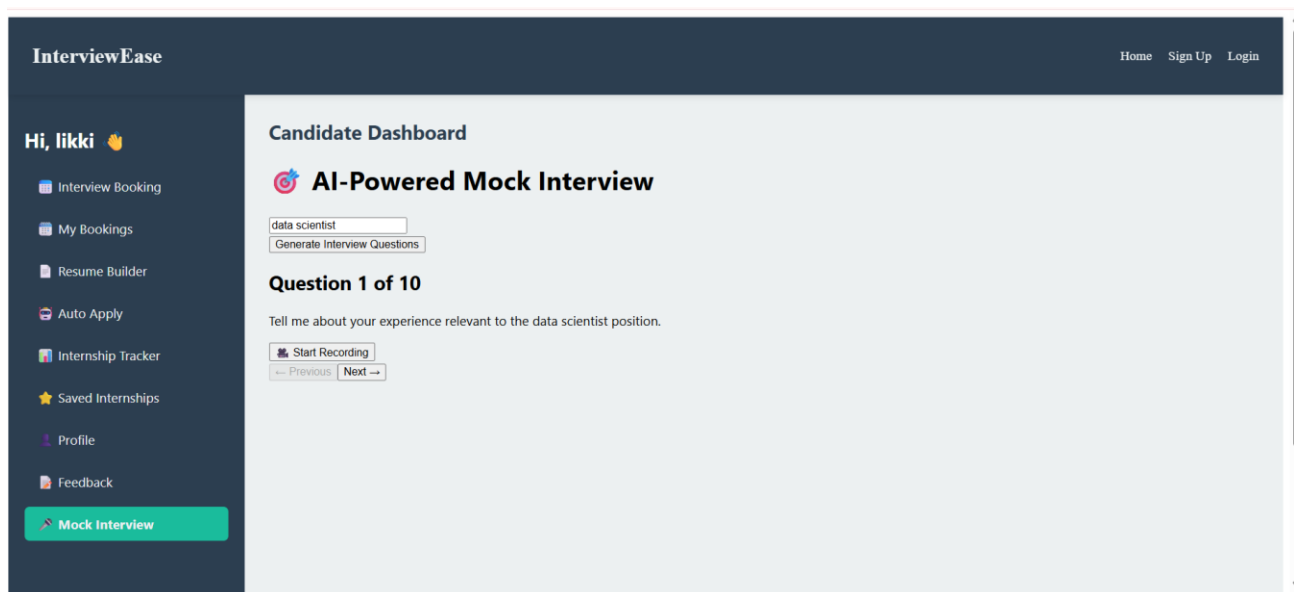 InterviewEase
Home Sign Up Login
Hi, likki 👋
Interview Booking
My Bookings
Resume Builder
Auto Apply
Internship Tracker
Saved Internships
Profile
Feedback
Mock Interview
Candidate Dashboard
🎯 AI-Powered Mock Interview
data scientist
Generate Interview Questions
Question 1 of 10
Tell me about your experience relevant to the data scientist position.
Start Recording
← Previous Next →